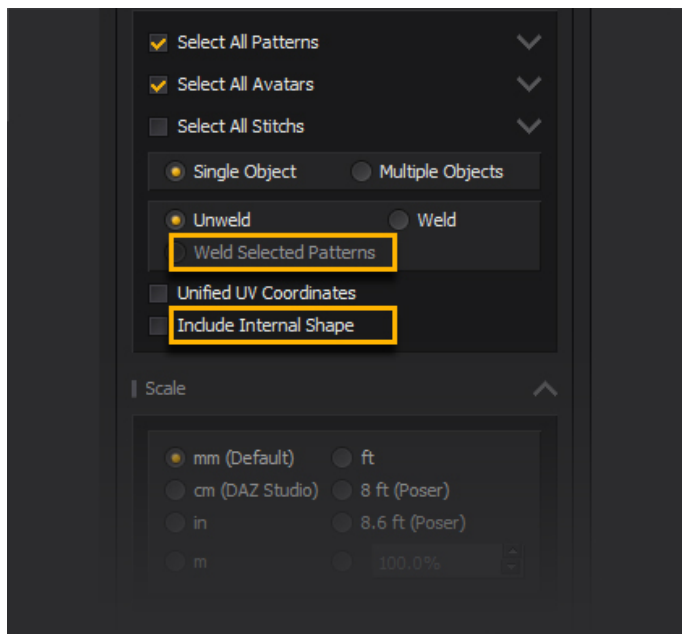 Select All Patterns
Select All Avatars
Select All Stitchs
Single Object Multiple Objects
Unweld Weld
Weld Selected Patterns
Unified UV Coordinates
Include Internal Shape
Scale
mm (Default) ft
cm (DAZ Studio) 8 ft (Poser)
in 8.6 ft (Poser)
m 100.0%